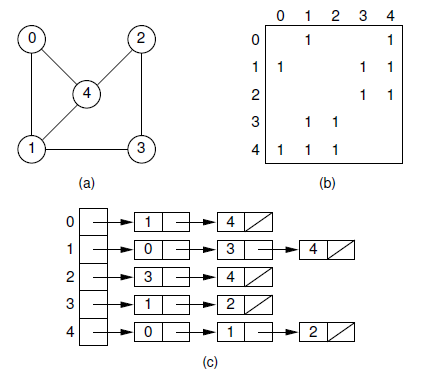 0 2
4
1 3
(a)
0 1 2 3 4
0 1 1
1 1 1 1
2 1 1
3 1 1
4 1 1 1
(b)
0 1 4
1 0 3 4
2 3 4
3 1 2
4 0 1 2
(c)